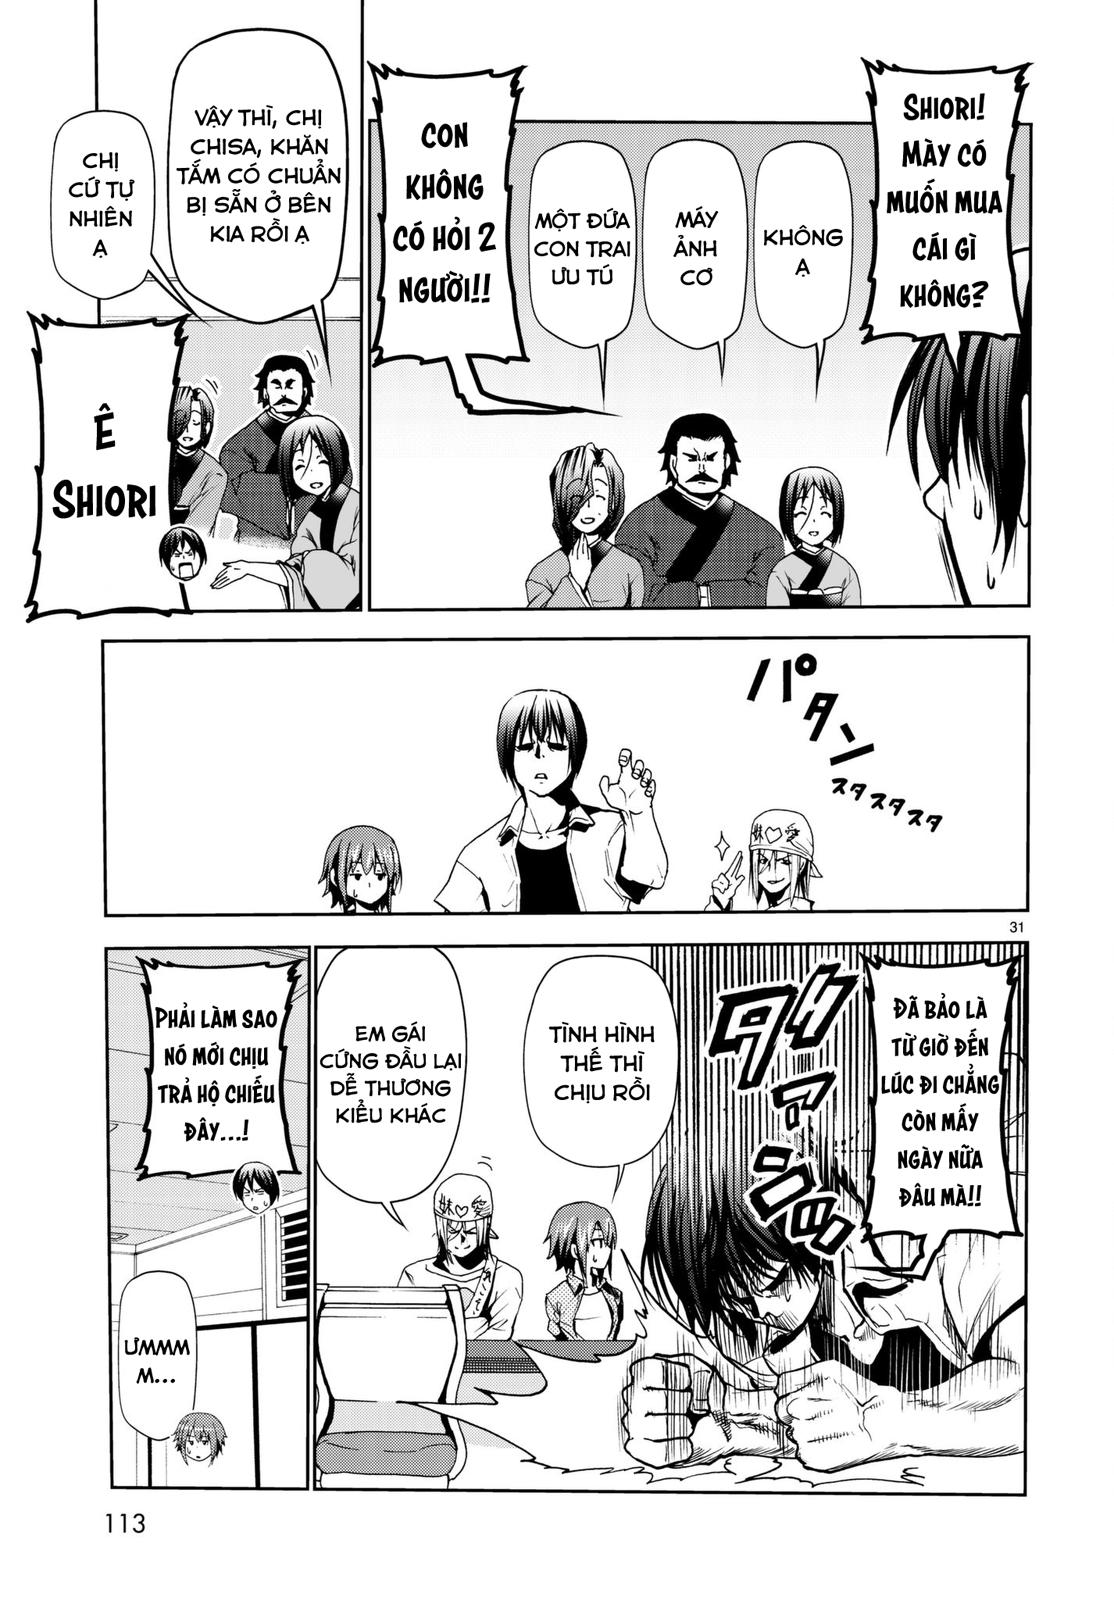 SHIORI!
MÀY CÓ
MUỐN MUA
CÁI GÌ
KHÔNG?
KHÔNG
Ạ
MÁY
ẢNH
CƠ
MỘT ĐỨA
CON TRAI
ƯU TÚ
CON
KHÔNG
CÓ HỎI 2
NGƯỜI!!
VẬY THÌ, CHỊ
CHISA, KHĂN
TẮM CÓ CHUẨN
BỊ SẴN Ở BÊN
KIA RỒI Ạ
CHỊ
CỨ TỰ
NHIÊN
Ạ
Ê
SHIORI
パタン
スタスタスタ
妹♡愛
31
ĐÃ BẢO LÀ
TỪ GIỜ ĐẾN
LÚC ĐI CHẲNG
CÒN MẤY
NGÀY NỮA
ĐÂU MÀ!!
TÌNH HÌNH
THẾ THÌ
CHỊU RỒI
EM GÁI
CỨNG ĐẦU LẠI
DỄ THƯƠNG
KIỂU KHÁC
妹♡愛
PHẢI LÀM SAO
NÓ MỚI CHỊU
TRẢ HỘ CHIẾU
ĐÂY...!
ƯMMM
M...
113